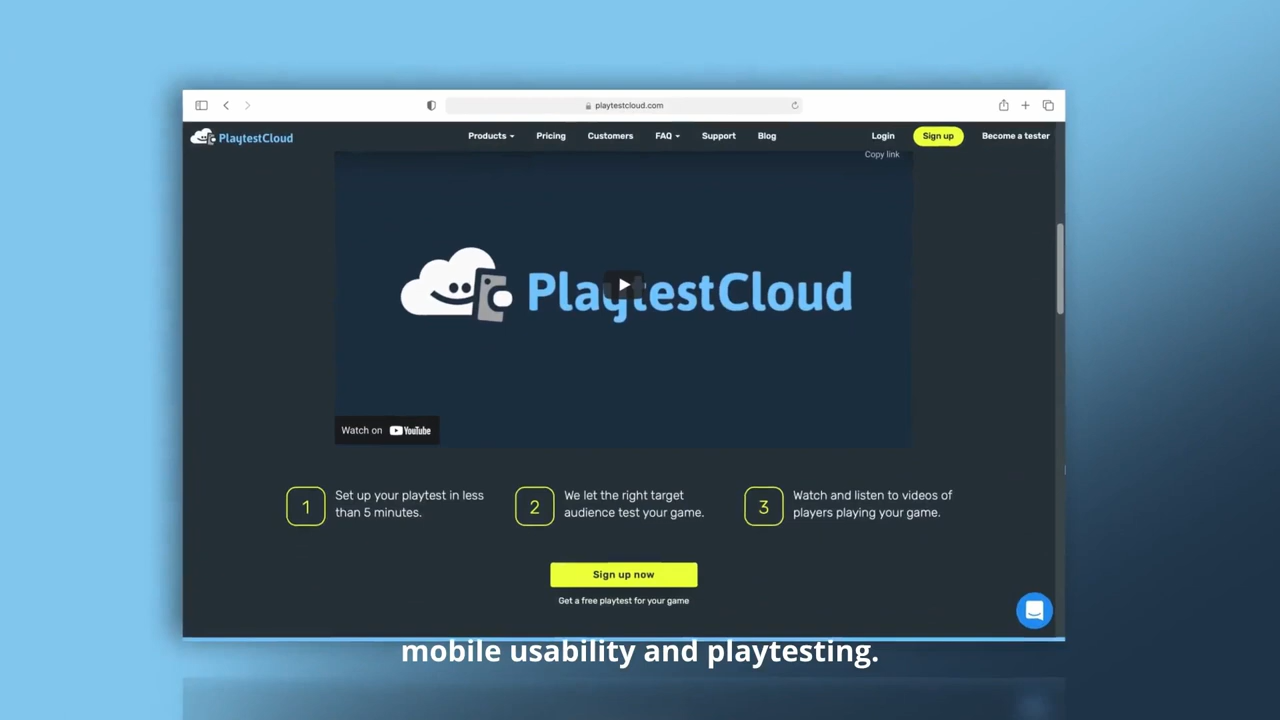 playtestcloud.com
PlaytestCloud
Products
Pricing
Customers
FAQ
Support
Blog
Login
Sign up
Become a tester
Copy link
PlaytestCloud
Watch on YouTube
1
Set up your playtest in less
than 5 minutes.
2
We let the right target
audience test your game.
3
Watch and listen to videos of
players playing your game.
Sign up now
Get a free playtest for your game
mobile usability and playtesting.